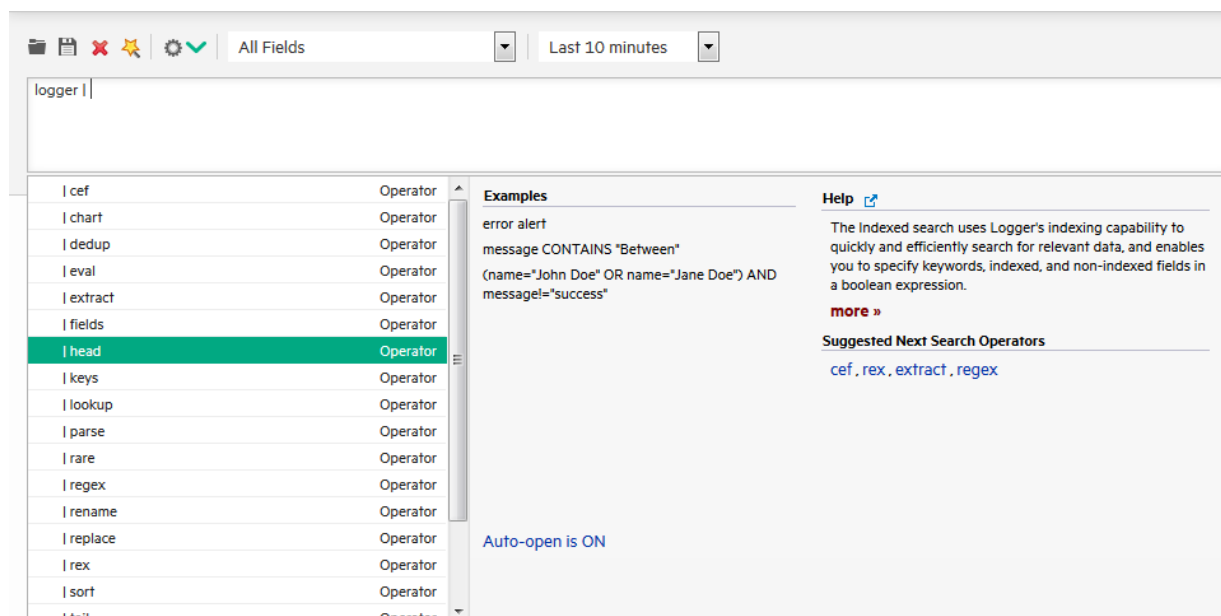 All Fields
Last 10 minutes
logger |
| cef Operator
| chart Operator
| dedup Operator
| eval Operator
| extract Operator
| fields Operator
| head Operator
| keys Operator
| lookup Operator
| parse Operator
| rare Operator
| regex Operator
| rename Operator
| replace Operator
| rex Operator
| sort Operator
Examples
error alert
message CONTAINS "Between"
(name="John Doe" OR name="Jane Doe") AND
message!="success"
Auto-open is ON
Help
The Indexed search uses Logger's indexing capability to
quickly and efficiently search for relevant data, and enables
you to specify keywords, indexed, and non-indexed fields in
a boolean expression.
more »
Suggested Next Search Operators
cef , rex , extract , regex